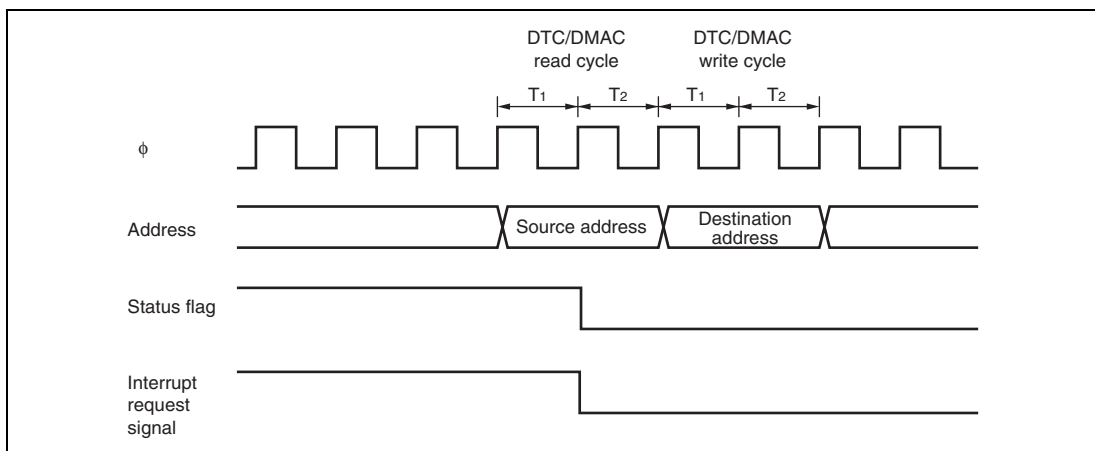 DTC/DMAC DTC/DMAC
read cycle write cycle
T1 T2 T1 T2
ϕ
Address
Source address
Destination
address
Status flag
Interrupt
request
signal